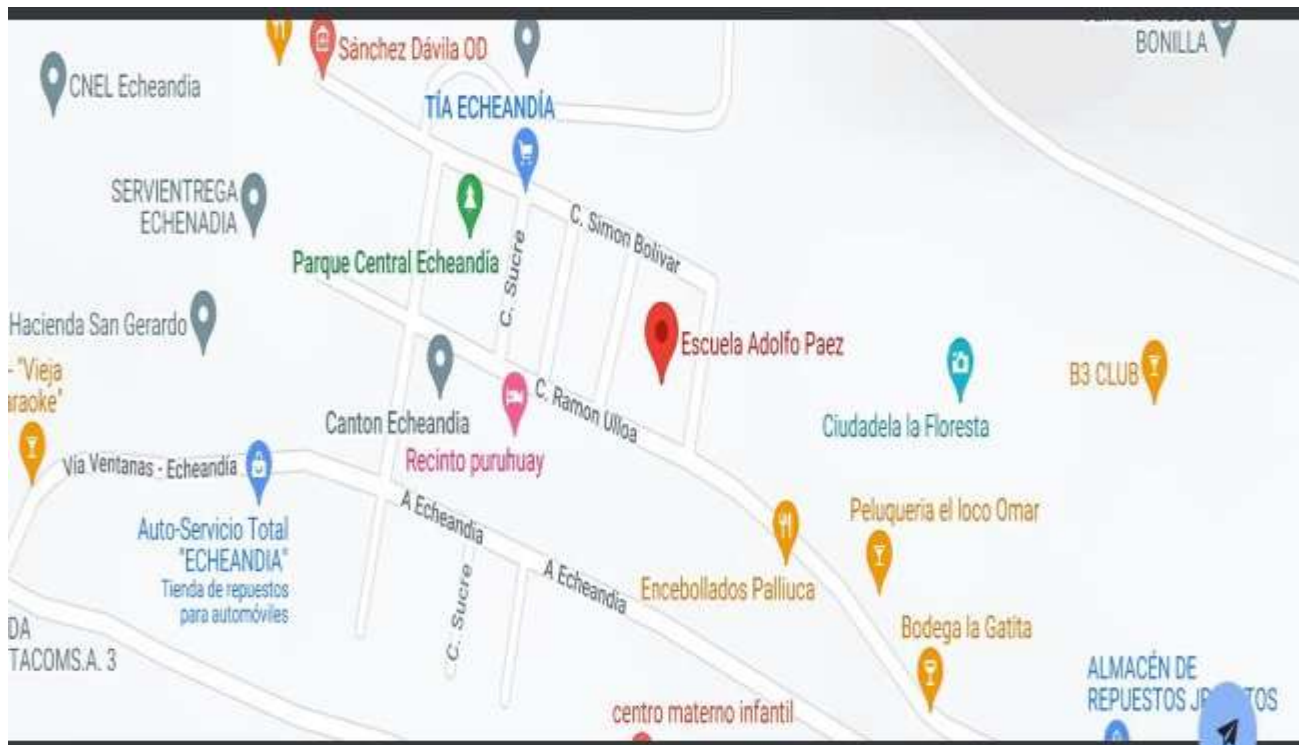 BONILLA
Sánchez Dávila OD
CNEL Echeandia
TÍA ECHEANDÍA
SERVIENTREGA
ECHENADIA
C. Simon Bolivar
Parque Central Echeandía
C. Sucre
Hacienda San Gerardo
Escuela Adolfo Paez
- "Vieja
raoke"
B3 CLUB
Canton Echeandia
C. Ramon Ulloa
Ciudadela la Floresta
Recinto puruhuay
Vía Ventanas - Echeandía
A Echeandia
Peluqueria el loco Omar
Auto-Servicio Total
"ECHEANDIA"
Tienda de repuestos
para automóviles
A Echeandia
Encebollados Palliuca
C. Sucre
Bodega la Gatita
DA
TACOMS.A. 3
ALMACÉN DE
REPUESTOS
centro materno infantil